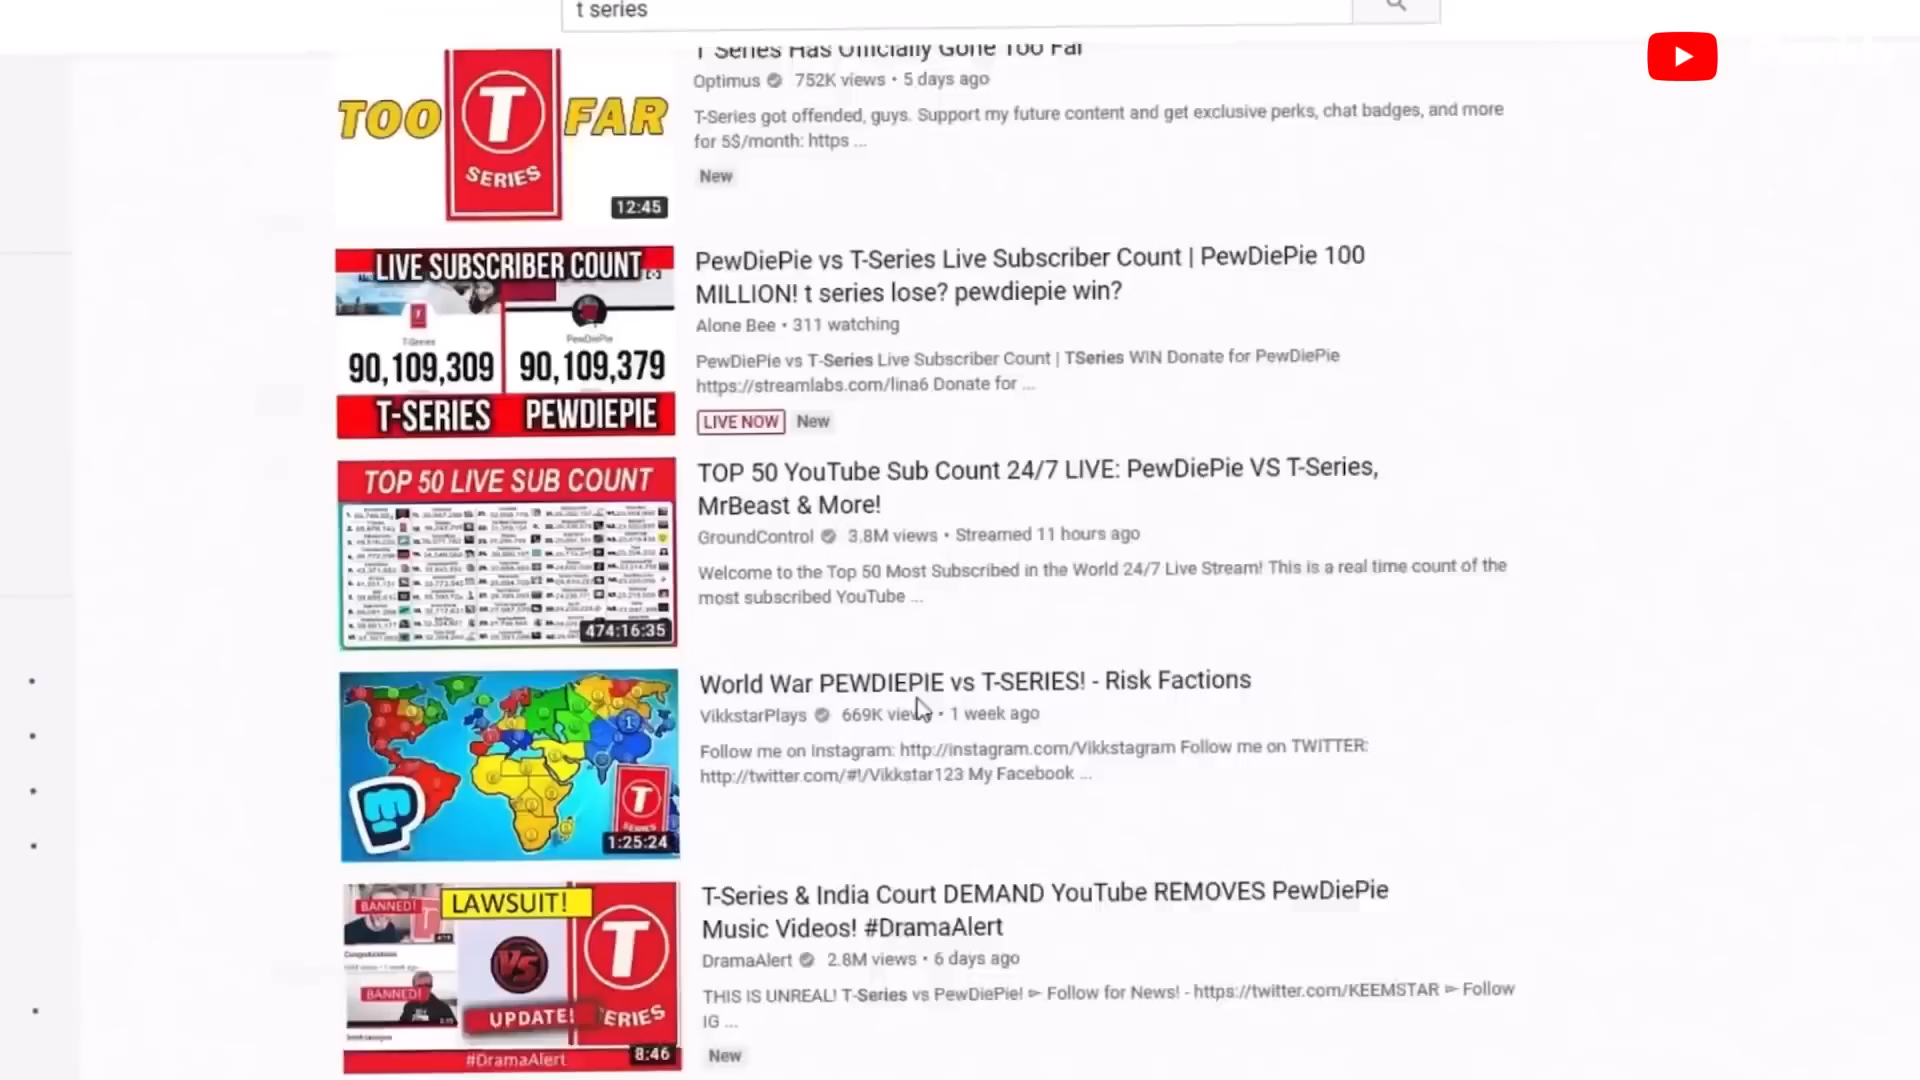 t series
T Series Has Officially Gone Too Far
Optimus 752K views • 5 days ago
TOO T FAR
SERIES
T-Series got offended, guys. Support my future content and get exclusive perks, chat badges, and more
for 5$/month: https ...
New
12:45
LIVE SUBSCRIBER COUNT
T-Series PewDiePie
90,109,309 90,109,379
T-SERIES PEWDIEPIE
PewDiePie vs T-Series Live Subscriber Count | PewDiePie 100
MILLION! t series lose? pewdiepie win?
Alone Bee • 311 watching
PewDiePie vs T-Series Live Subscriber Count | TSeries WIN Donate for PewDiePie
https://streamlabs.com/lina6 Donate for ...
LIVE NOW New
TOP 50 LIVE SUB COUNT
474:16:35
TOP 50 YouTube Sub Count 24/7 LIVE: PewDiePie VS T-Series,
MrBeast & More!
GroundControl 3.8M views • Streamed 11 hours ago
Welcome to the Top 50 Most Subscribed in the World 24/7 Live Stream! This is a real time count of the
most subscribed YouTube ...
T
SERIES
1:25:24
World War PEWDIEPIE vs T-SERIES! - Risk Factions
VikkstarPlays 669K views • 1 week ago
Follow me on Instagram: http://instagram.com/Vikkstagram Follow me on TWITTER:
http://twitter.com/#!/Vikkstar123 My Facebook ...
BANNED! LAWSUIT!
VS T
BANNED!
UPDATE! ERIES
#DramaAlert 8:46
T-Series & India Court DEMAND YouTube REMOVES PewDiePie
Music Videos! #DramaAlert
DramaAlert 2.8M views • 6 days ago
THIS IS UNREAL! T-Series vs PewDiePie! ► Follow for News! - https://twitter.com/KEEMSTAR ► Follow
IG ...
New